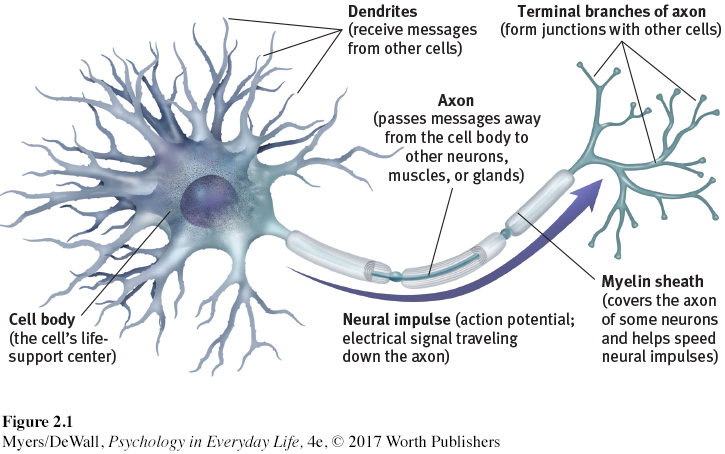 Dendrites
(receive messages
from other cells)
Terminal branches of axon
(form junctions with other cells)
Axon
(passes messages away
from the cell body to
other neurons,
muscles, or glands)
Cell body
(the cell’s life-
support center)
Neural impulse (action potential;
electrical signal traveling
down the axon)
Myelin sheath
(covers the axon
of some neurons
and helps speed
neural impulses)
Figure 2.1
Myers/DeWall, Psychology in Everyday Life, 4e, © 2017 Worth Publishers